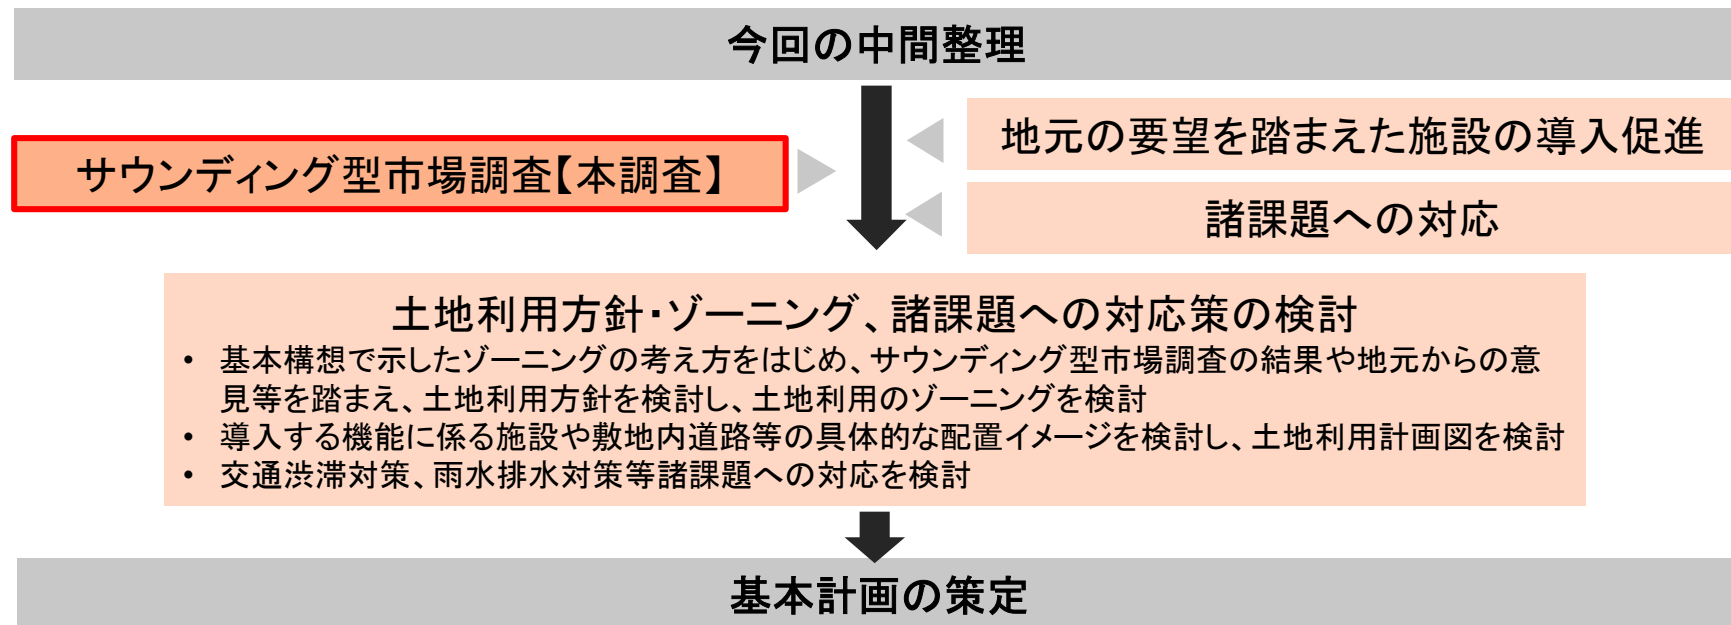 今回の中間整理
サウンディング型市場調査【本調査】
地元の要望を踏まえた施設の導入促進
諸課題への対応
土地利用方針・ゾーニング、諸課題への対応策の検討
• 基本構想で示したゾーニングの考え方をはじめ、サウンディング型市場調査の結果や地元からの意
見等を踏まえ、土地利用方針を検討し、土地利用のゾーニングを検討
• 導入する機能に係る施設や敷地内道路等の具体的な配置イメージを検討し、土地利用計画図を検討
• 交通渋滞対策、雨水排水対策等諸課題への対応を検討
基本計画の策定